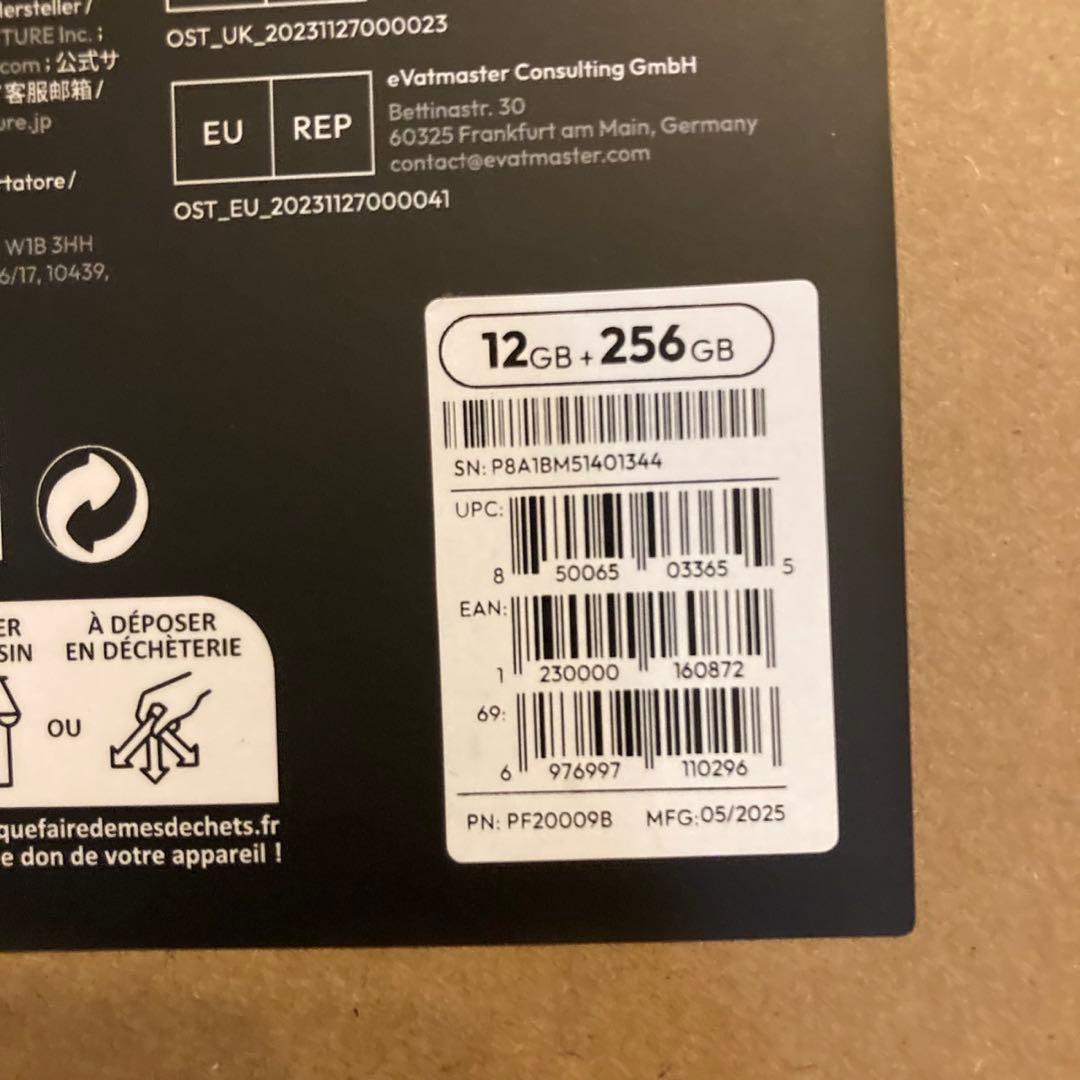 TURE Inc. ;
com ; 公式サ
客服邮箱/
ure.jp
tatore/
W1B 3HH
6/17, 10439,
OST_UK_20231127000023
EU REP
eVatmaster Consulting GmbH
Bettinastr. 30
60325 Frankfurt am Main, Germany
contact@evatmaster.com
OST_EU_20231127000041
12GB + 256GB
SN: P8A1BM51401344
UPC:
8 50065 03365 5
EAN:
1 230000 160872
69:
6 976997 110296
PN: PF20009B MFG:05/2025
ER
SIN
OU
À DÉPOSER
EN DÉCHÈTERIE
quefairedemesdechets.fr
e don de votre appareil !